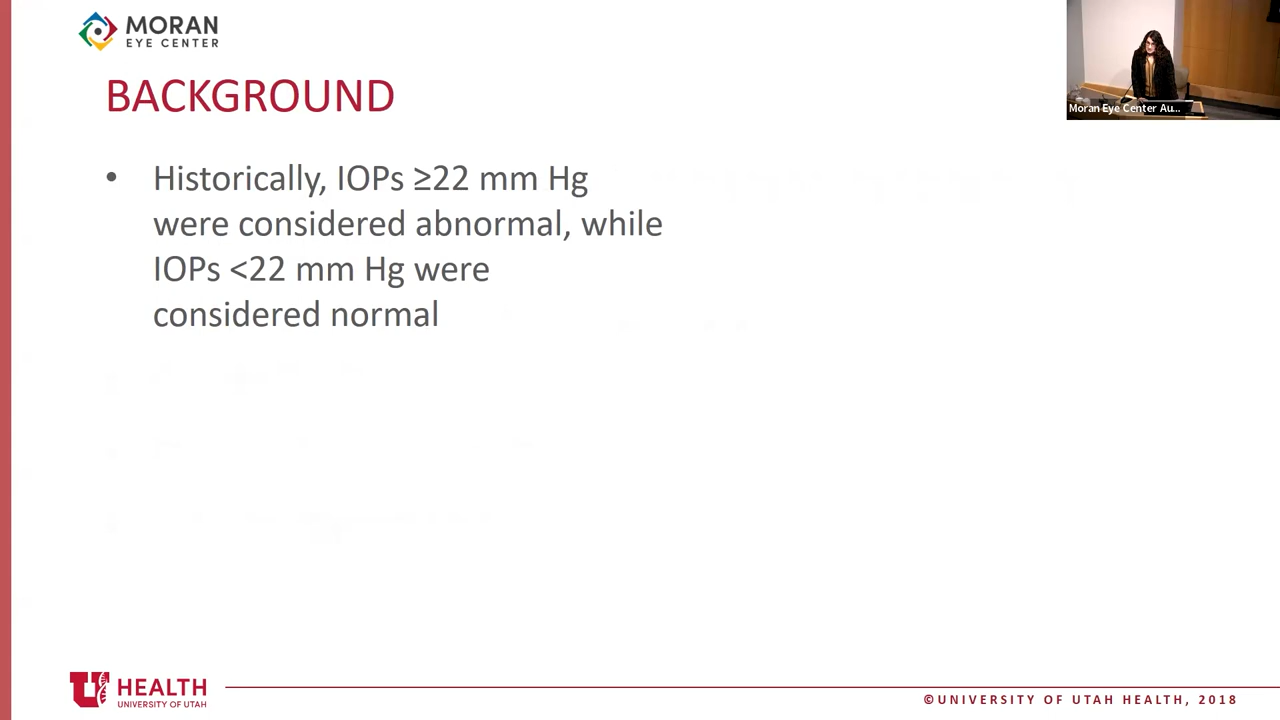 MORAN
EYE CENTER
BACKGROUND
• Historically, IOPs ≥22 mm Hg
were considered abnormal, while
IOPs <22 mm Hg were
considered normal
Moran Eye Center Au...
U HEALTH
UNIVERSITY OF UTAH
©UNIVERSITY OF UTAH HEALTH, 2018